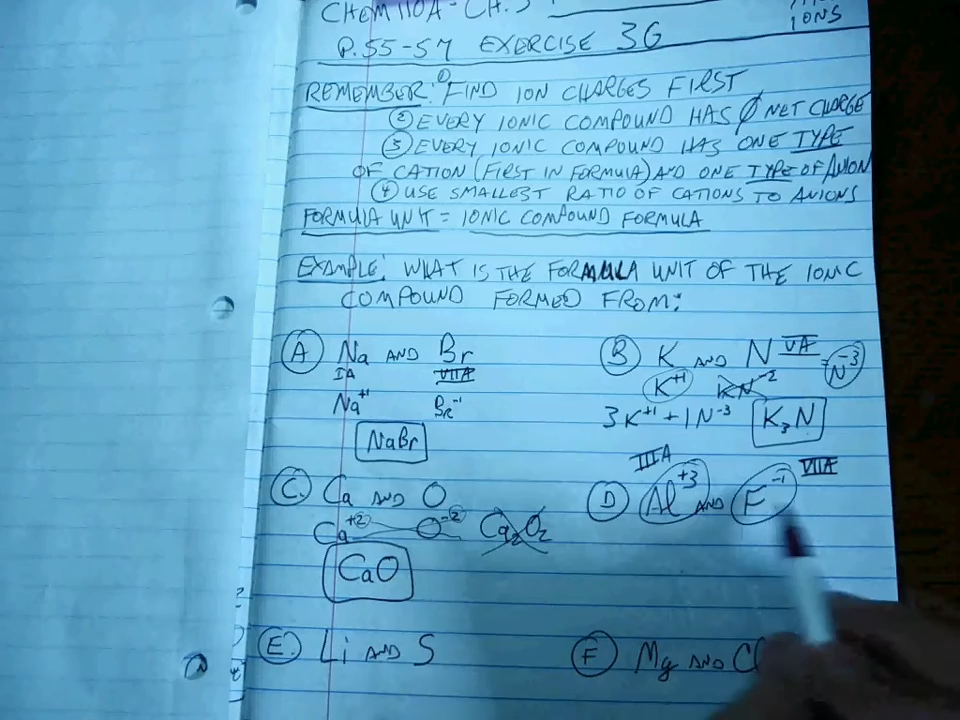 CHEM 110A - CH. 3
IONS
P. 55-57 EXERCISE 3G
REMEMBER: ① FIND ION CHARGES FIRST
② EVERY IONIC COMPOUND HAS 0 NET CHARGE
③ EVERY IONIC COMPOUND HAS ONE TYPE
OF CATION (FIRST IN FORMULA) AND ONE TYPE OF ANION
④ USE SMALLEST RATIO OF CATIONS TO ANIONS
FORMULA UNIT = IONIC COMPOUND FORMULA
EXAMPLE: WHAT IS THE FORMULA UNIT OF THE IONIC
COMPOUND FORMED FROM:
A Na AND Br
IA VIIA
Na+1 Br-1
NaBr
B K AND N VA = N-3
K+1 KN-2
3K+1 + 1N-3 K3N
C. Ca AND O
Ca+2 O-2 Ca2O2
CaO
IIIA VIIA
D Al+3 AND F-1
E. Li AND S
F Mg AND Cl